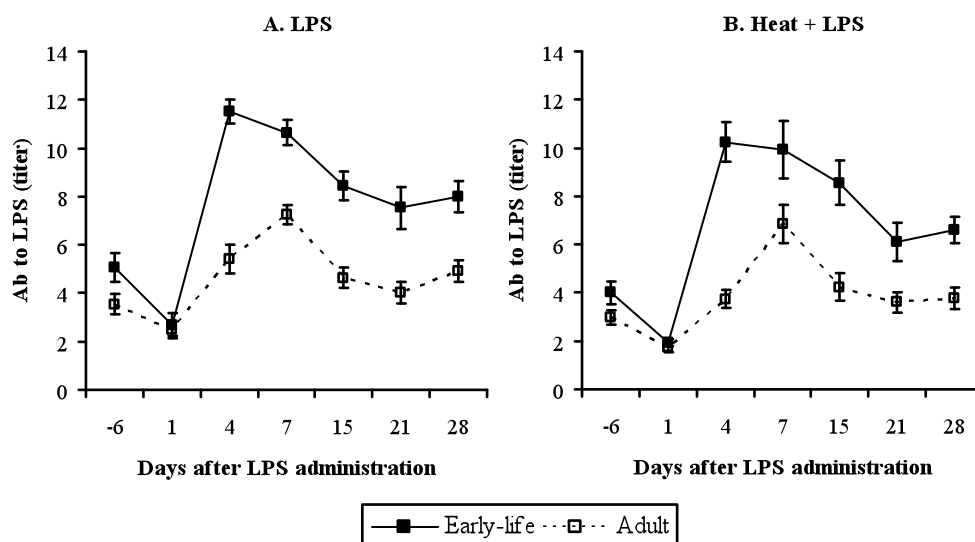 A. LPS
14
12
10
8
6
4
2
0
Ab to LPS (titer)
-6 1 4 7 15 21 28
Days after LPS administration
B. Heat + LPS
14
12
10
8
6
4
2
0
Ab to LPS (titer)
-6 1 4 7 15 21 28
Days after LPS administration
Early-life Adult